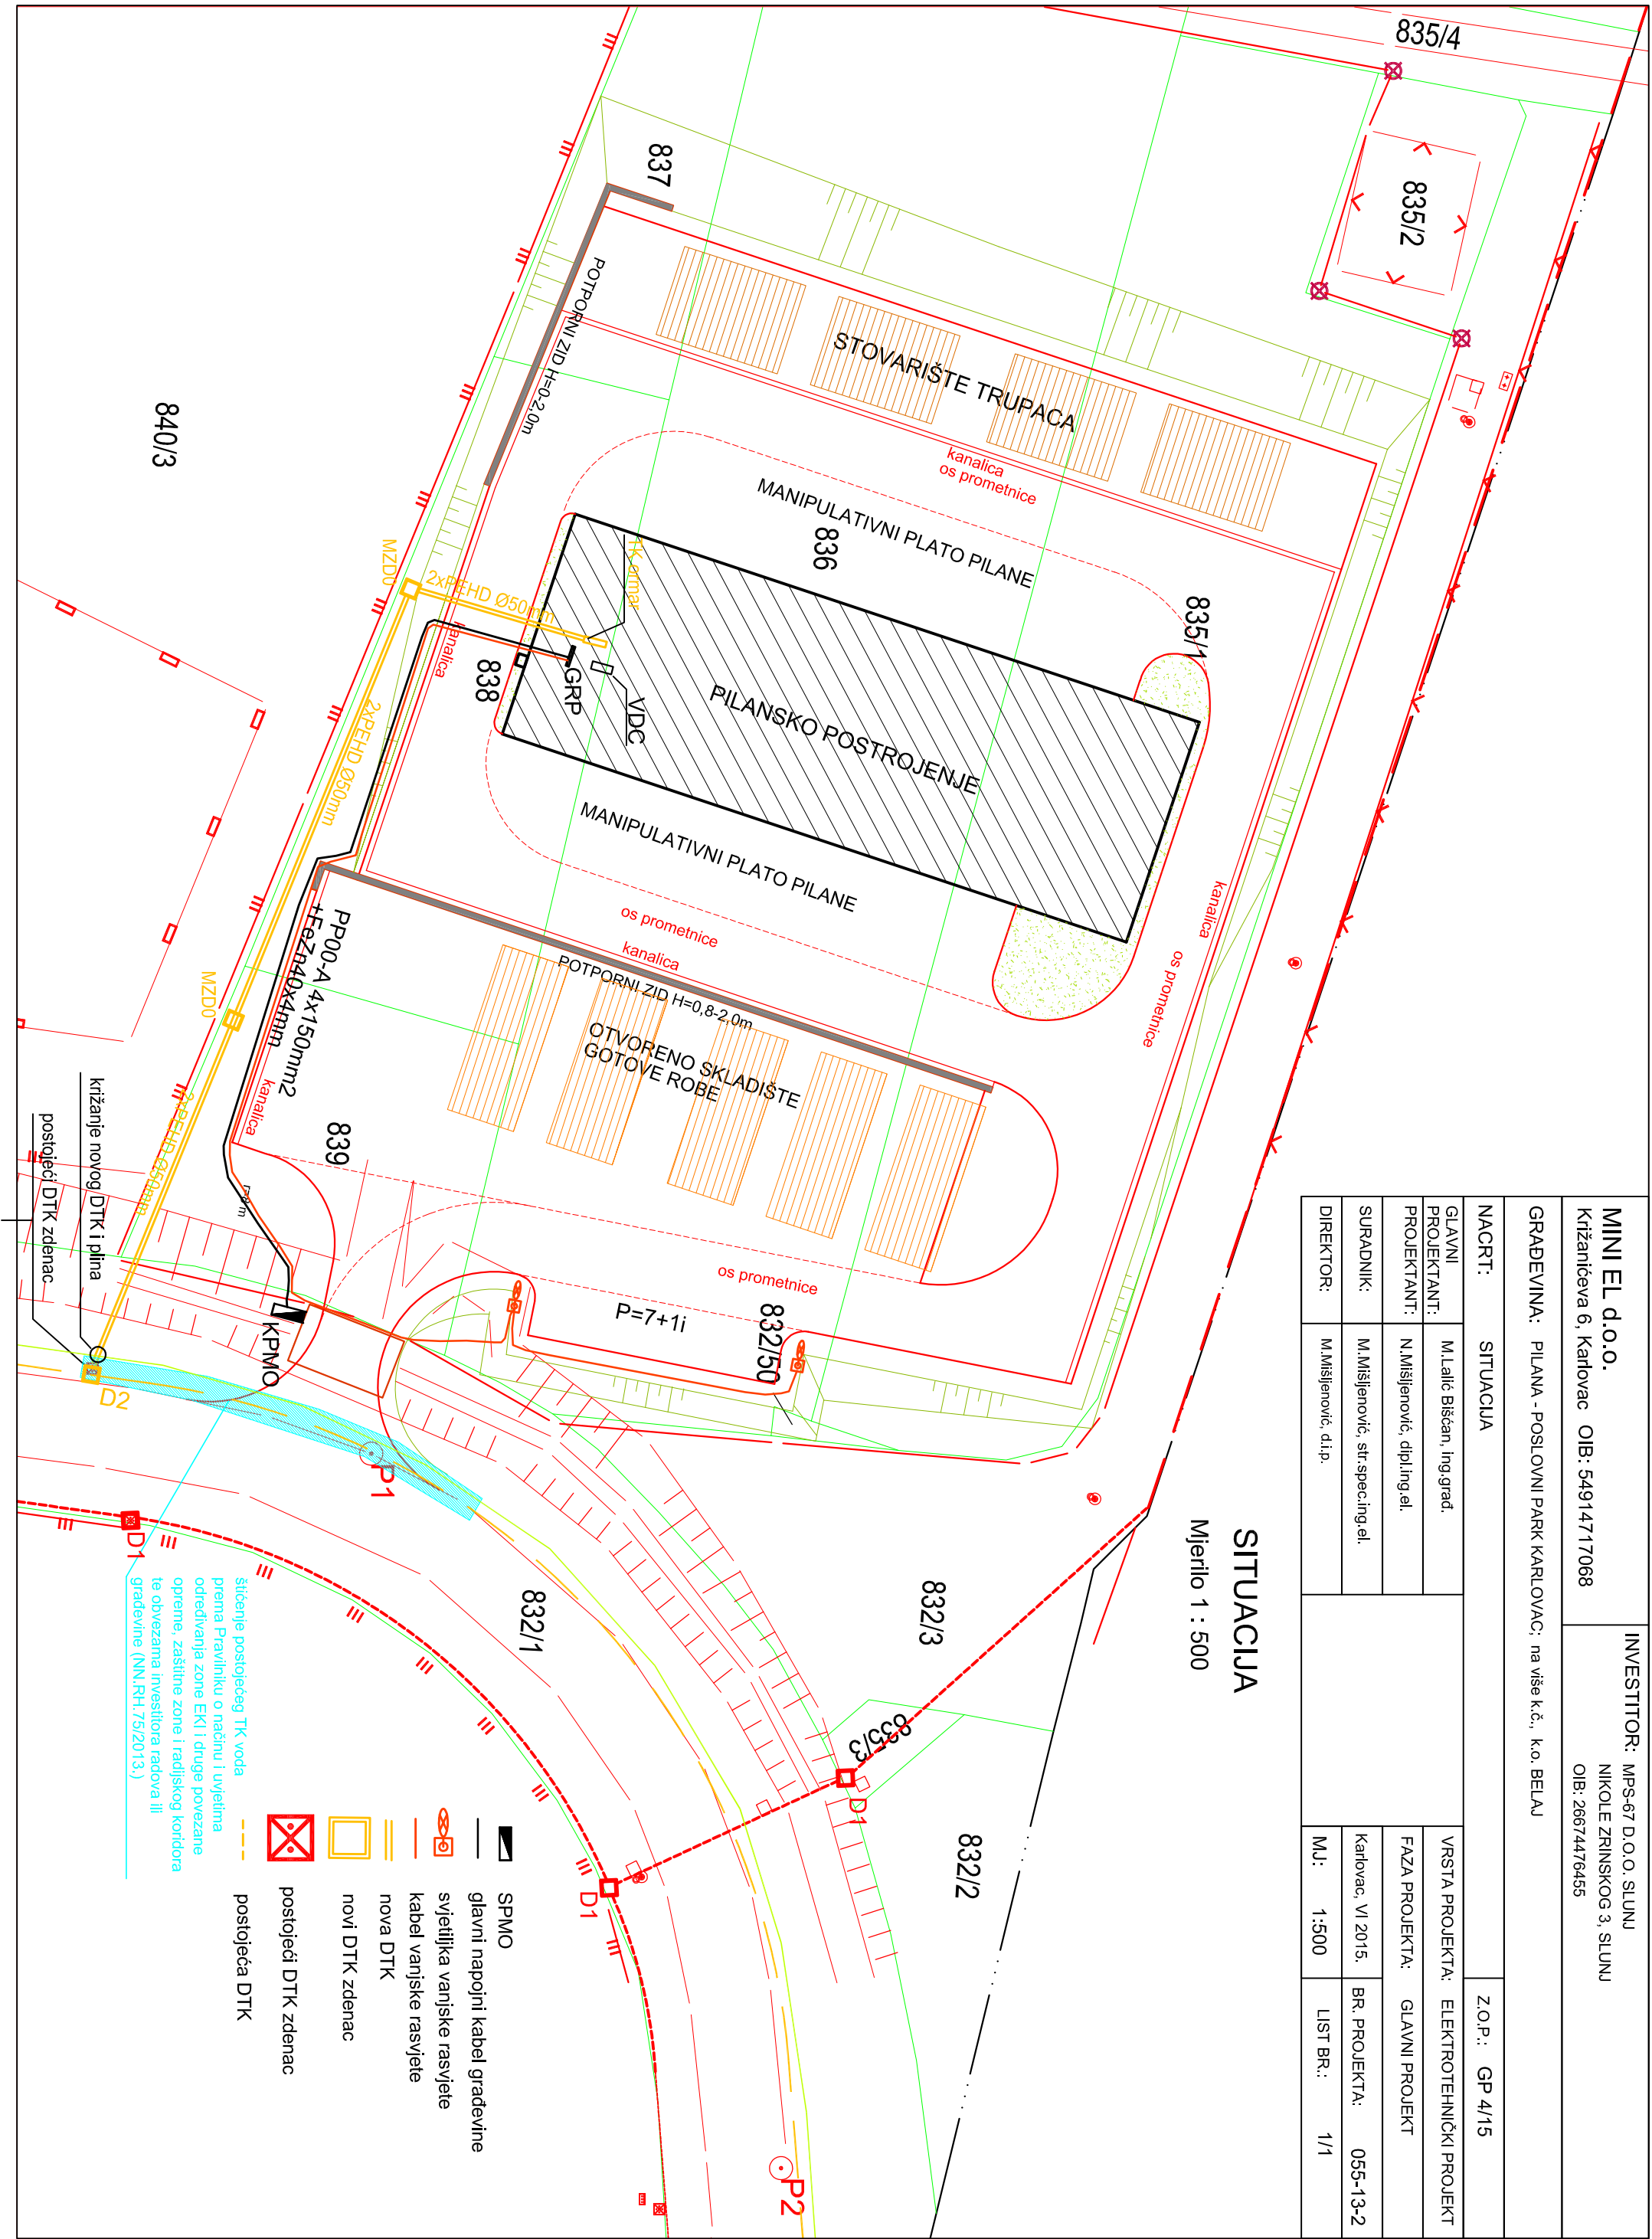 MINI EL d.o.o.
Križanićeva 6, Karlovac OIB: 54914717068
INVESTITOR: MPS-67 D.O.O. SLUNJ
NIKOLE ZRINSKOG 3, SLUNJ
OIB: 26674476455
GRAĐEVINA: PILANA - POSLOVNI PARK KARLOVAC; na više k.č., k.o. BELAJ
NACRT: SITUACIJA
Z.O.P.: GP 4/15
GLAVNI
PROJEKTANT: M.Lalić Bišćan, ing.građ.
PROJEKTANT: N.Mišljenović, dipl.ing.el.
SURADNIK: M.Mišljenović, str.spec.ing.el.
DIREKTOR: M.Mišljenović, d.i.p.
VRSTA PROJEKTA: ELEKTROTEHNIČKI PROJEKT
FAZA PROJEKTA: GLAVNI PROJEKT
Karlovac, VI 2015. BR. PROJEKTA: 055-13-2
MJ.: 1:500 LIST BR.: 1/1
SITUACIJA
Mjerilo 1 : 500
835/4
835/2
837
840/3
POTPORNI ZID H=0-2,0m
STOVARIŠTE TRUPACA
kanalica
os prometnice
MANIPULATIVNI PLATO PILANE
836
835/1
TK ormar
2xPEHD Ø50mm
MZD0
kanalica
838
GRP
VDC
PILANSKO POSTROJENJE
MANIPULATIVNI PLATO PILANE
2xPEHD Ø50mm
os prometnice
kanalica
kanalica
os prometnice
POTPORNI ZID H=0,8-2,0m
OTVORENO SKLADIŠTE
GOTOVE ROBE
PP00-A 4x150mm2
+FeZn40x4mm
MZD0
kanalica
2xPEHD Ø50mm
839
r=8m
križanje novog DTK i plina
postojeći DTK zdenac
os prometnice
P=7+1i
832/50
KPMO
D2
P1
D1
832/1
832/3
835/3
D1
832/2
D1
P2
štićenje postojećeg TK voda
prema Pravilniku o načinu i uvjetima
određivanja zone EKI i druge povezane
opreme, zaštitne zone i radijskog koridora
te obvezama investitora radova ili
građevine (NN.RH.75/2013.)
SPMO
glavni napojni kabel građevine
svjetiljka vanjske rasvjete
kabel vanjske rasvjete
nova DTK
novi DTK zdenac
postojeći DTK zdenac
postojeća DTK